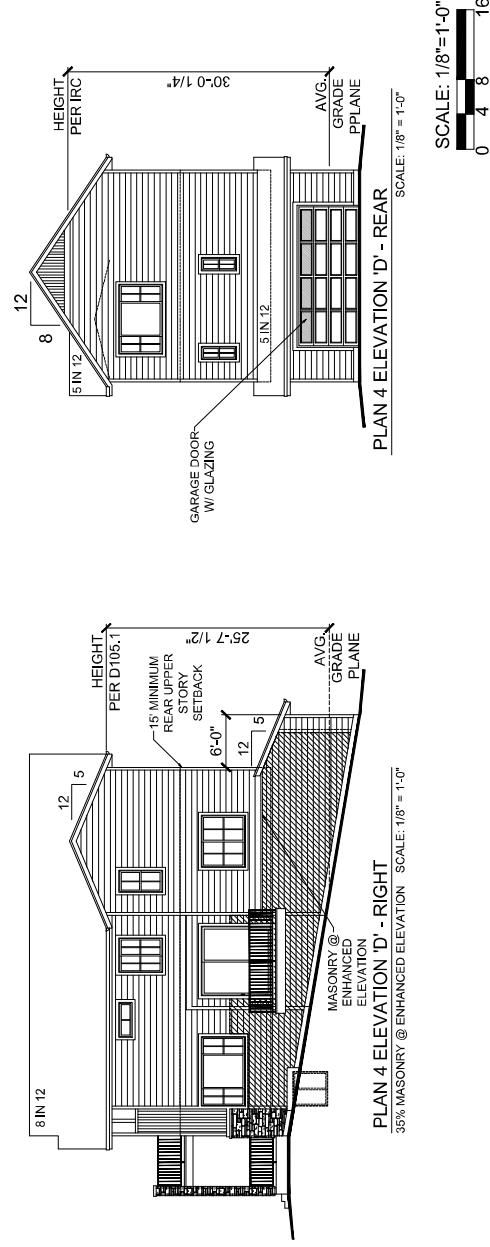 8 IN 12
12
5
HEIGHT
PER D105.1
25'-7 1/2"
15' MINIMUM
REAR UPPER
STORY
SETBACK
6'-0"
12
5
AVG.
GRADE
PLANE
MASONRY @
ENHANCED
ELEVATION
PLAN 4 ELEVATION 'D' - RIGHT
35% MASONRY @ ENHANCED ELEVATION SCALE: 1/8" = 1'-0"
12
8
5 IN 12
HEIGHT
PER IRC
30'-0 1/4"
GARAGE DOOR
W/ GLAZING
5 IN 12
AVG.
GRADE
PPLANE
PLAN 4 ELEVATION 'D' - REAR
SCALE: 1/8" = 1'-0"
SCALE: 1/8"=1'-0"
0 4 8 16